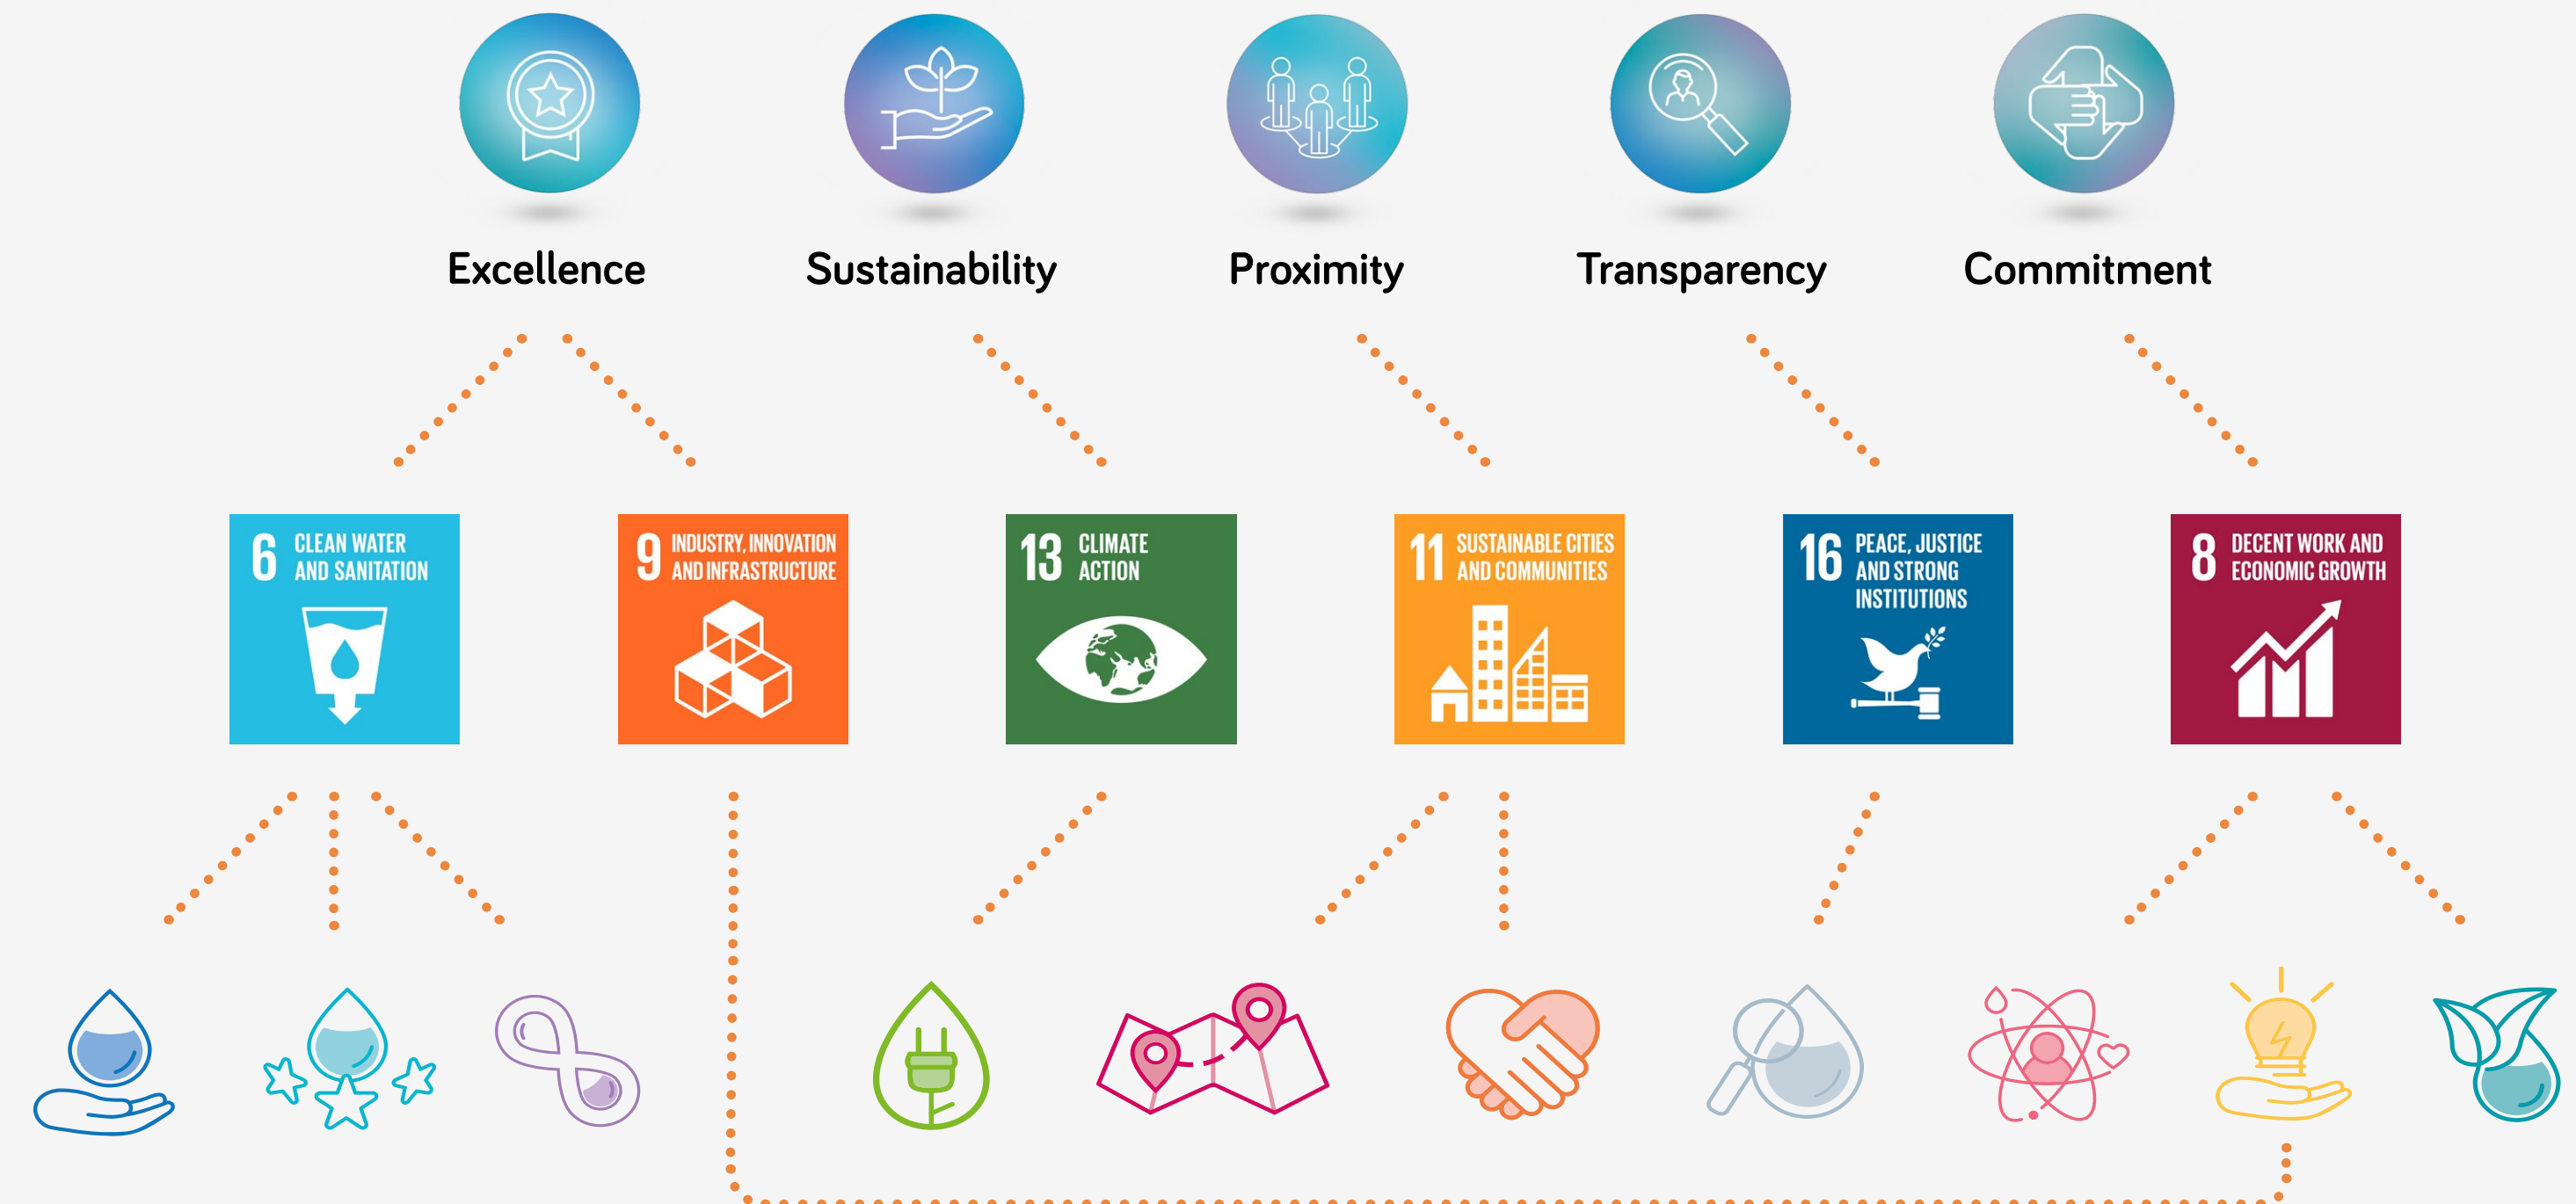 Excellence
Sustainability
Proximity
Transparency
Commitment
6 CLEAN WATER
AND SANITATION
9 INDUSTRY, INNOVATION
AND INFRASTRUCTURE
13 CLIMATE
ACTION
11 SUSTAINABLE CITIES
AND COMMUNITIES
16 PEACE, JUSTICE
AND STRONG
INSTITUTIONS
8 DECENT WORK AND
ECONOMIC GROWTH